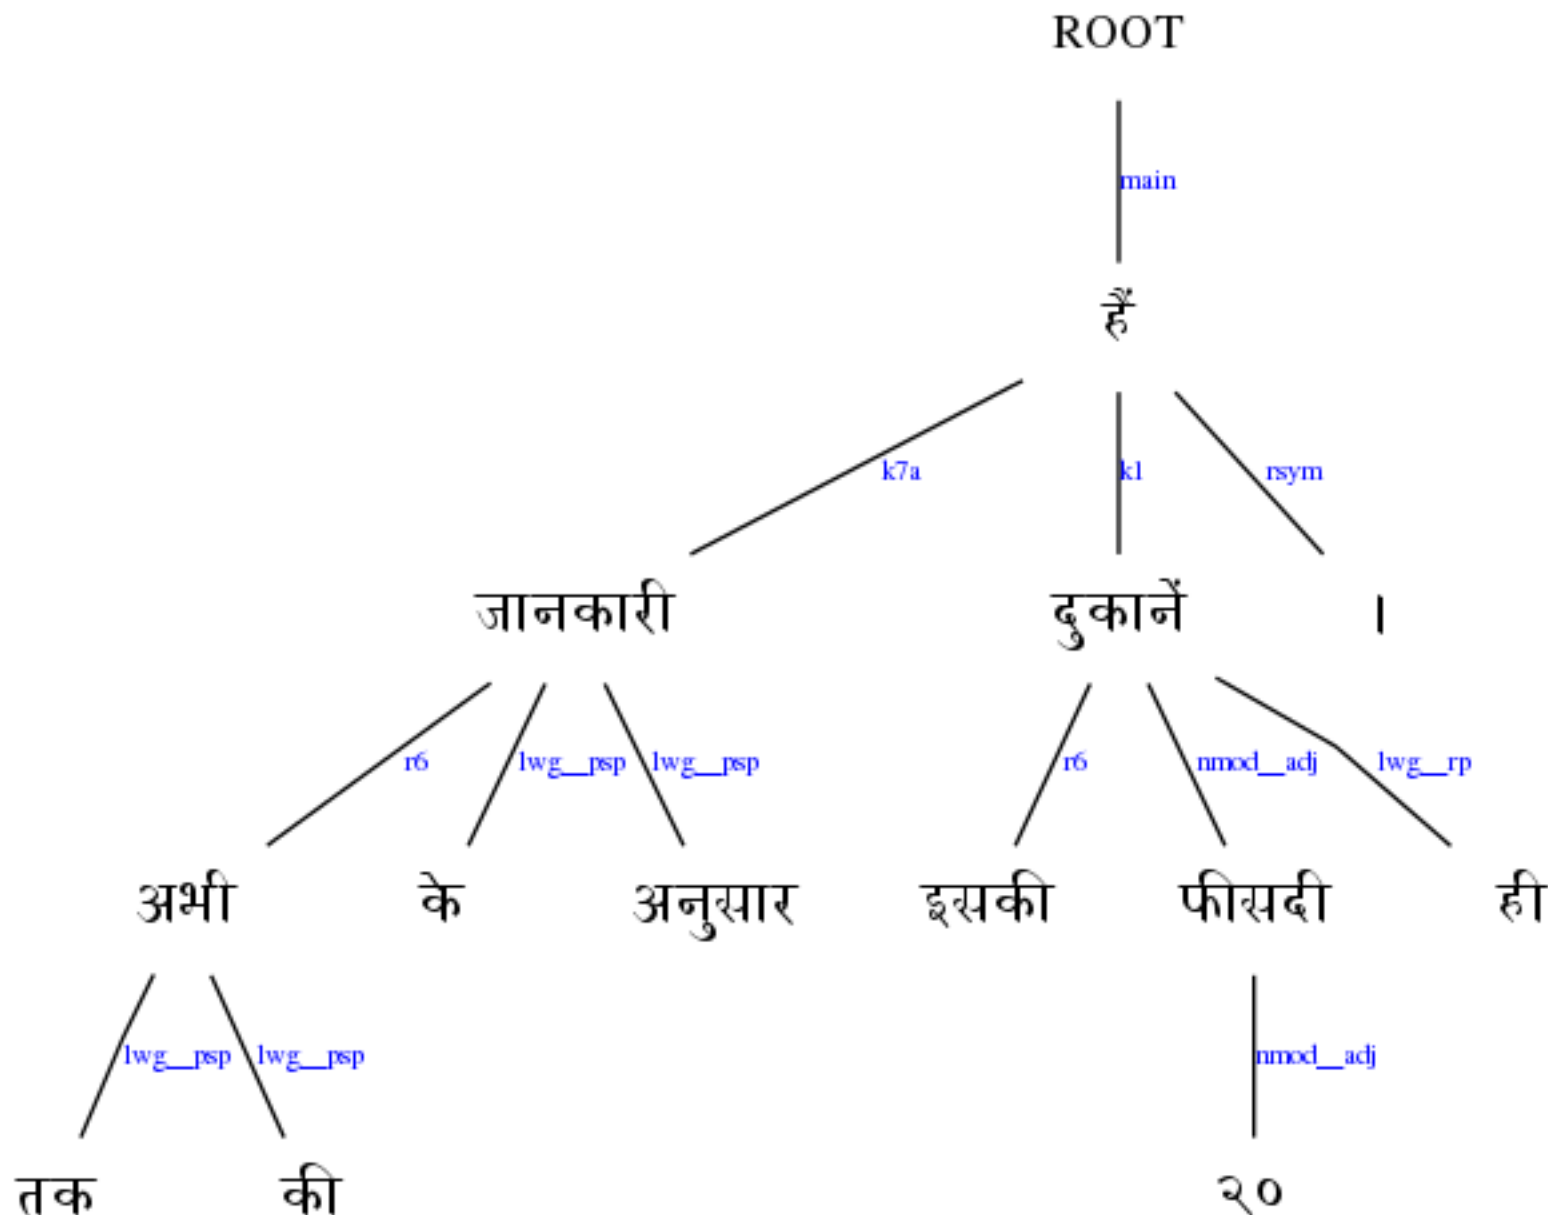 ROOT
main
हैं
k7a k1 rsym
जानकारी दुकानें ।
r6 lwg__psp lwg__psp r6 nmod__adj lwg__rp
अभी के अनुसार इसकी फीसदी ही
lwg__psp lwg__psp nmod__adj
तक की २०